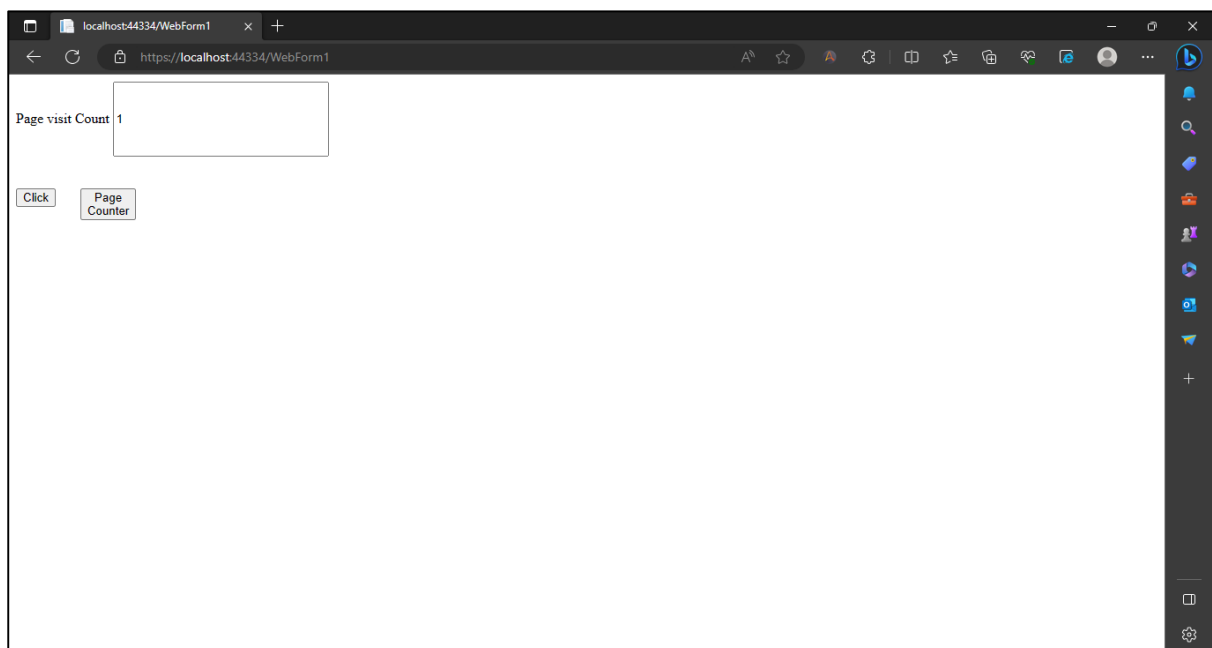 localhost:44334/WebForm1
https://localhost:44334/WebForm1
Page visit Count 1
Click
Page
Counter